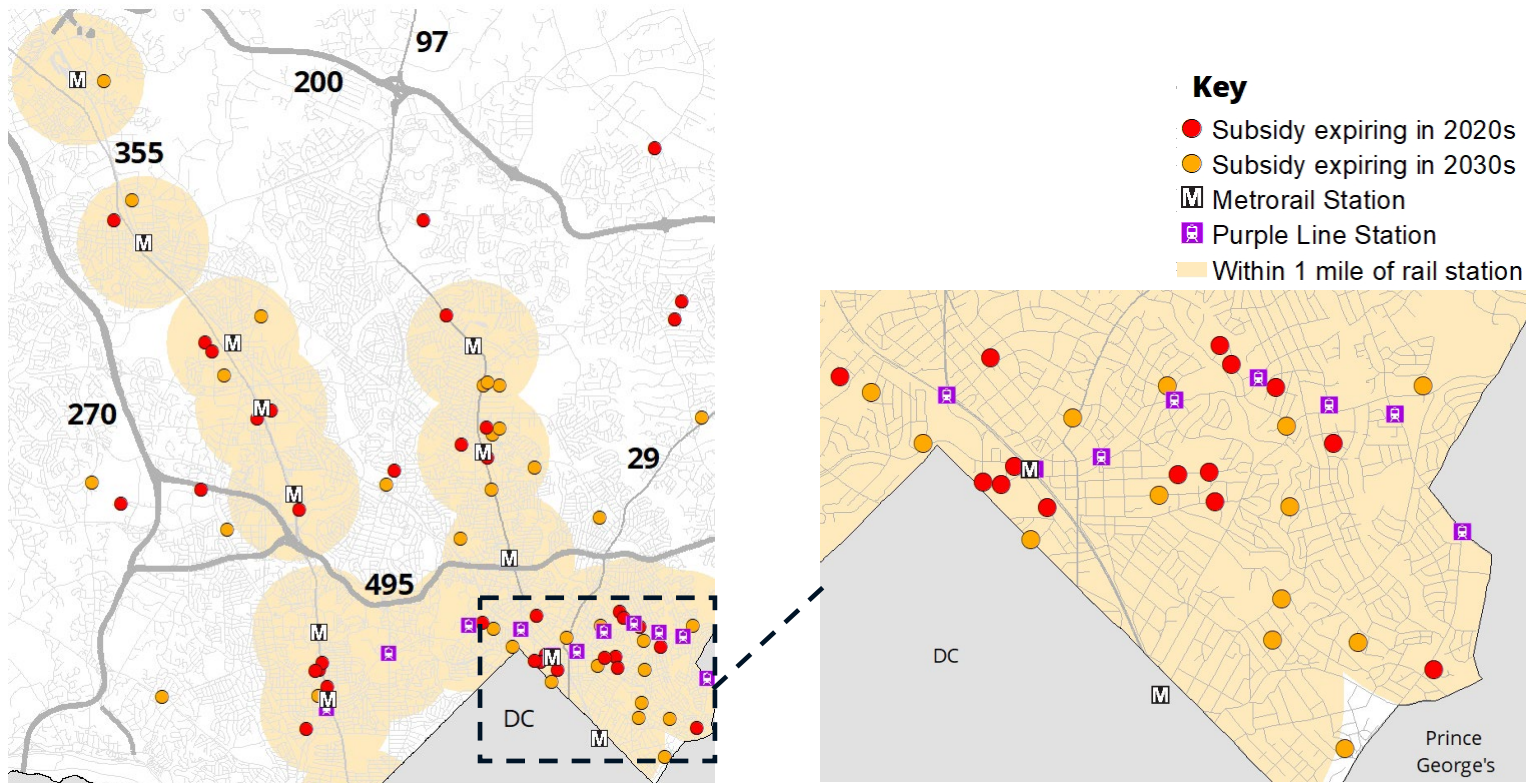 97
200
355
270
29
495
DC
M
M
M
M
M
M
M
M
M
M
M
M
Key
Subsidy expiring in 2020s
Subsidy expiring in 2030s
M Metrorail Station
Purple Line Station
Within 1 mile of rail station
M
DC
M
Prince
George's